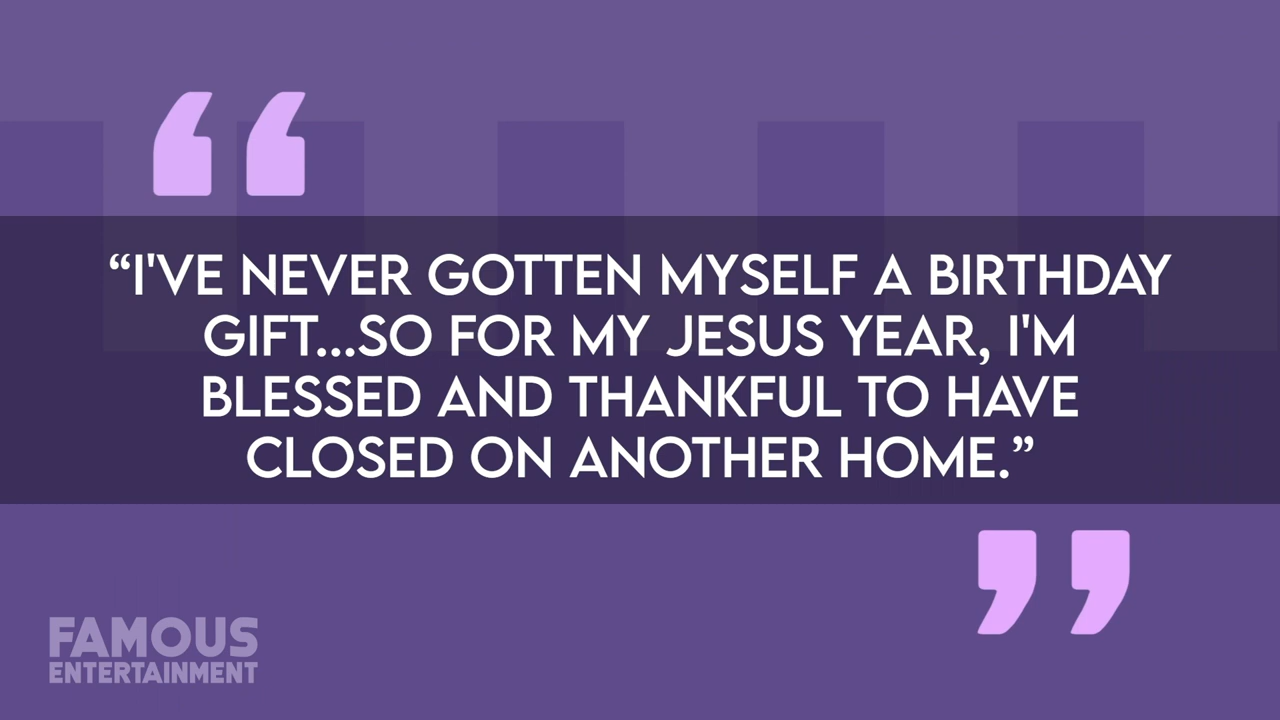 “I'VE NEVER GOTTEN MYSELF A BIRTHDAY
GIFT...SO FOR MY JESUS YEAR, I'M
BLESSED AND THANKFUL TO HAVE
CLOSED ON ANOTHER HOME.”
FAMOUS
ENTERTAINMENT